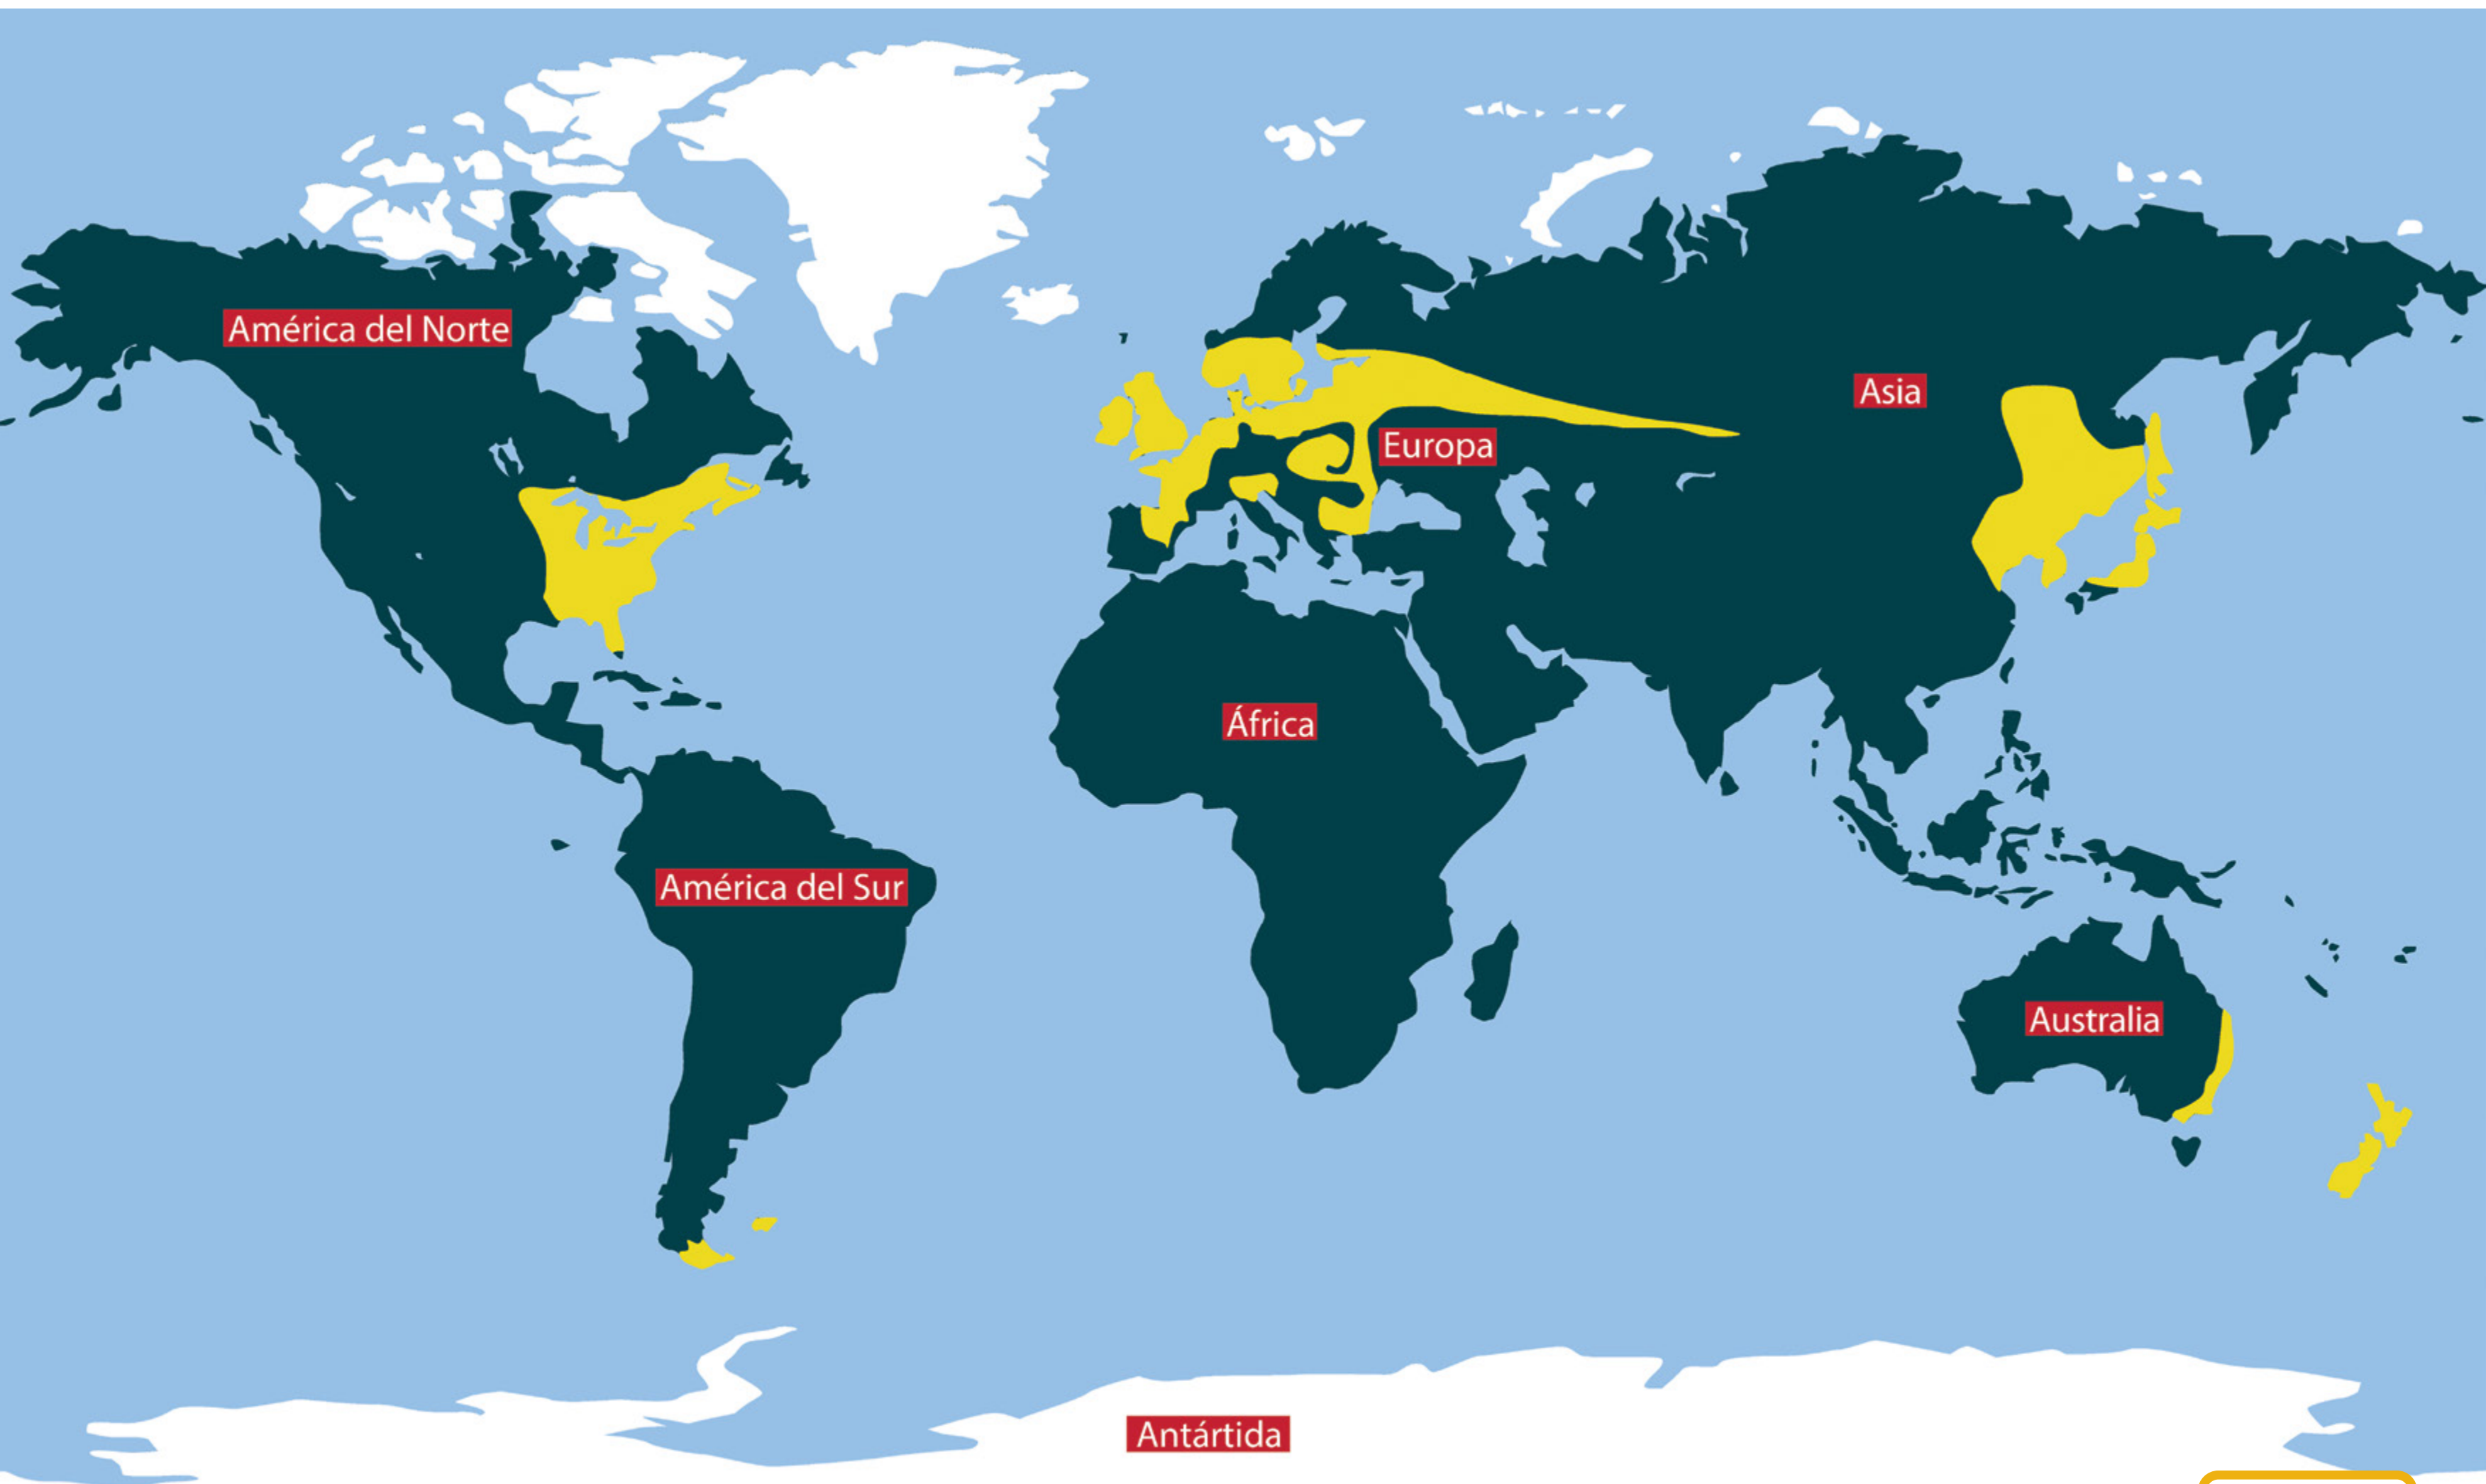 América del Norte
Asia
Europa
África
América del Sur
Australia
Antártida